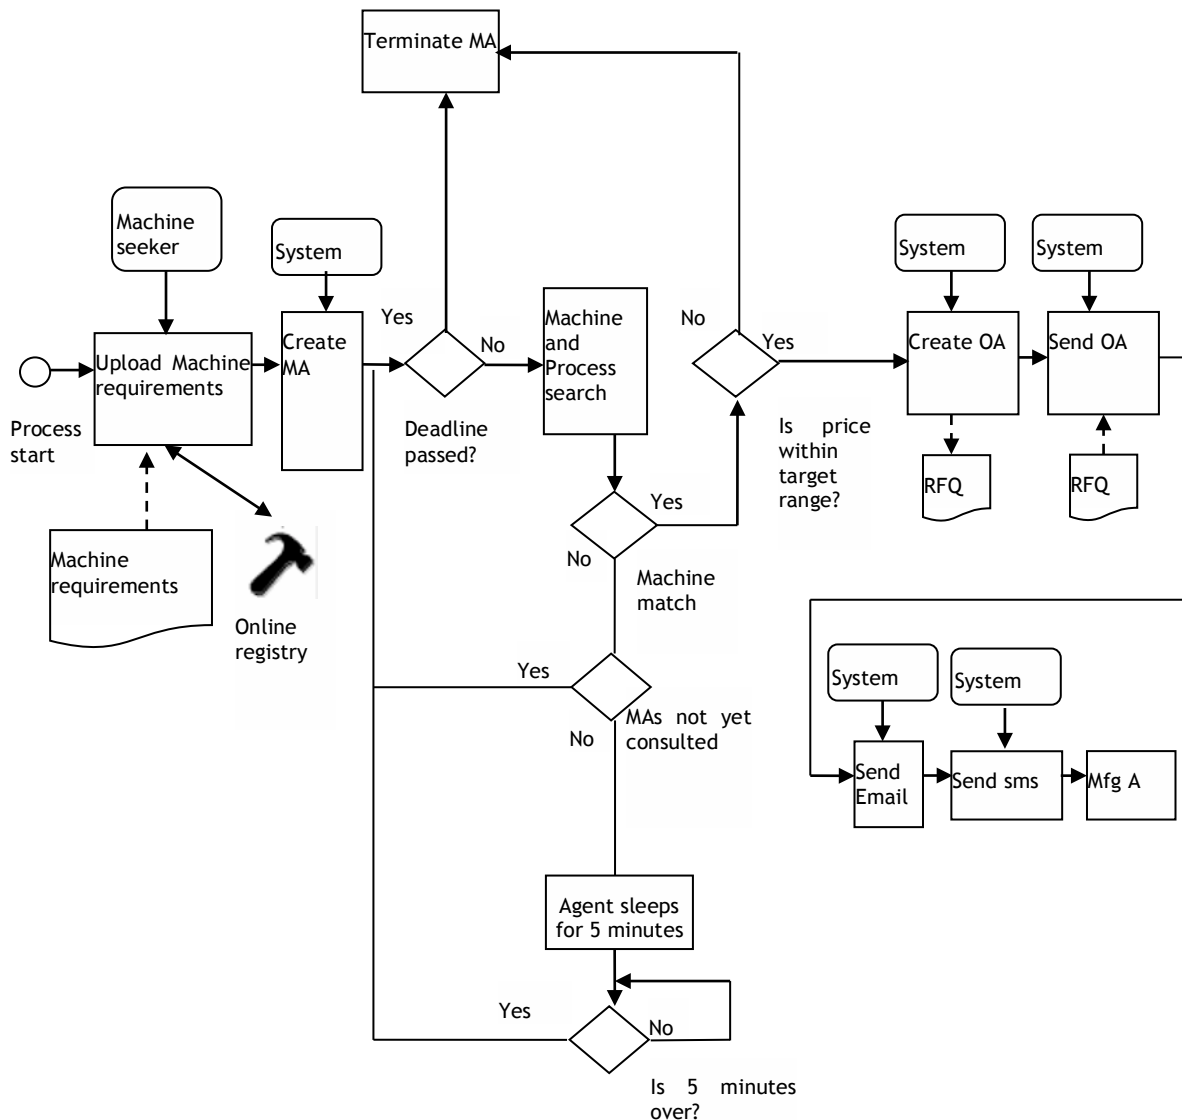 Terminate MA
Machine
seeker
System
System
System
Yes
No
Machine
and
Process
search
No
Yes
Create OA
Send OA
Upload Machine
requirements
Create
MA
Process
start
Deadline
passed?
Is price
within
target
range?
RFQ
RFQ
Yes
No
Machine
match
Machine
requirements
Online
registry
Yes
No
MAs not yet
consulted
System
System
Send
Email
Send sms
Mfg A
Agent sleeps
for 5 minutes
Yes
No
Is 5 minutes
over?